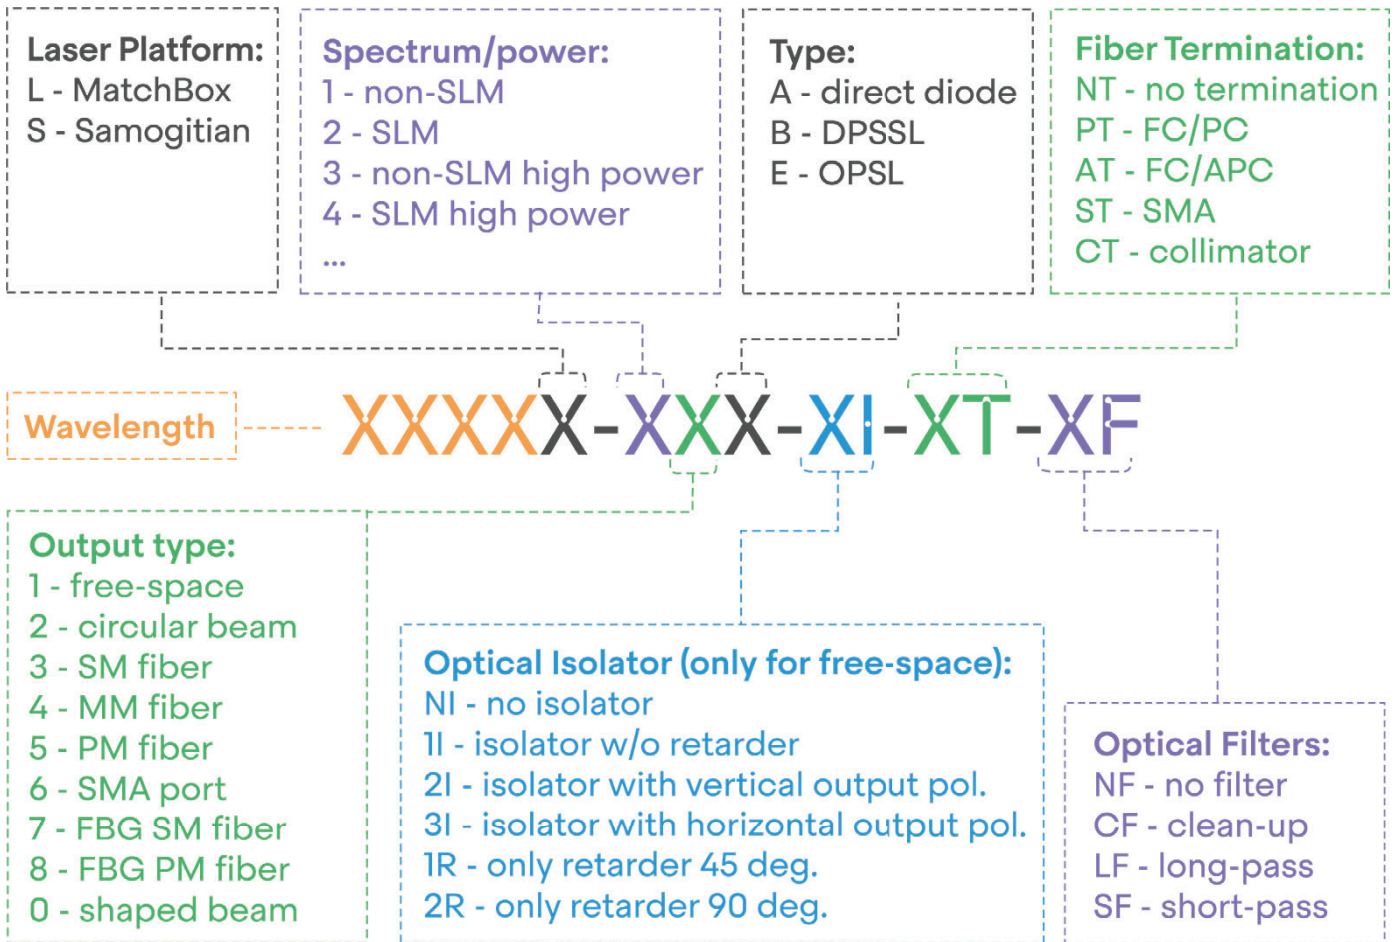 Laser Platform:
L - MatchBox
S - Samogitian
Spectrum/power:
1 - non-SLM
2 - SLM
3 - non-SLM high power
4 - SLM high power
...
Type:
A - direct diode
B - DPSSL
E - OPSL
Fiber Termination:
NT - no termination
PT - FC/PC
AT - FC/APC
ST - SMA
CT - collimator
Wavelength
XXXXX-XXX-XI-XT-XF
Output type:
1 - free-space
2 - circular beam
3 - SM fiber
4 - MM fiber
5 - PM fiber
6 - SMA port
7 - FBG SM fiber
8 - FBG PM fiber
0 - shaped beam
Optical Isolator (only for free-space):
NI - no isolator
1I - isolator w/o retarder
2I - isolator with vertical output pol.
3I - isolator with horizontal output pol.
1R - only retarder 45 deg.
2R - only retarder 90 deg.
Optical Filters:
NF - no filter
CF - clean-up
LF - long-pass
SF - short-pass